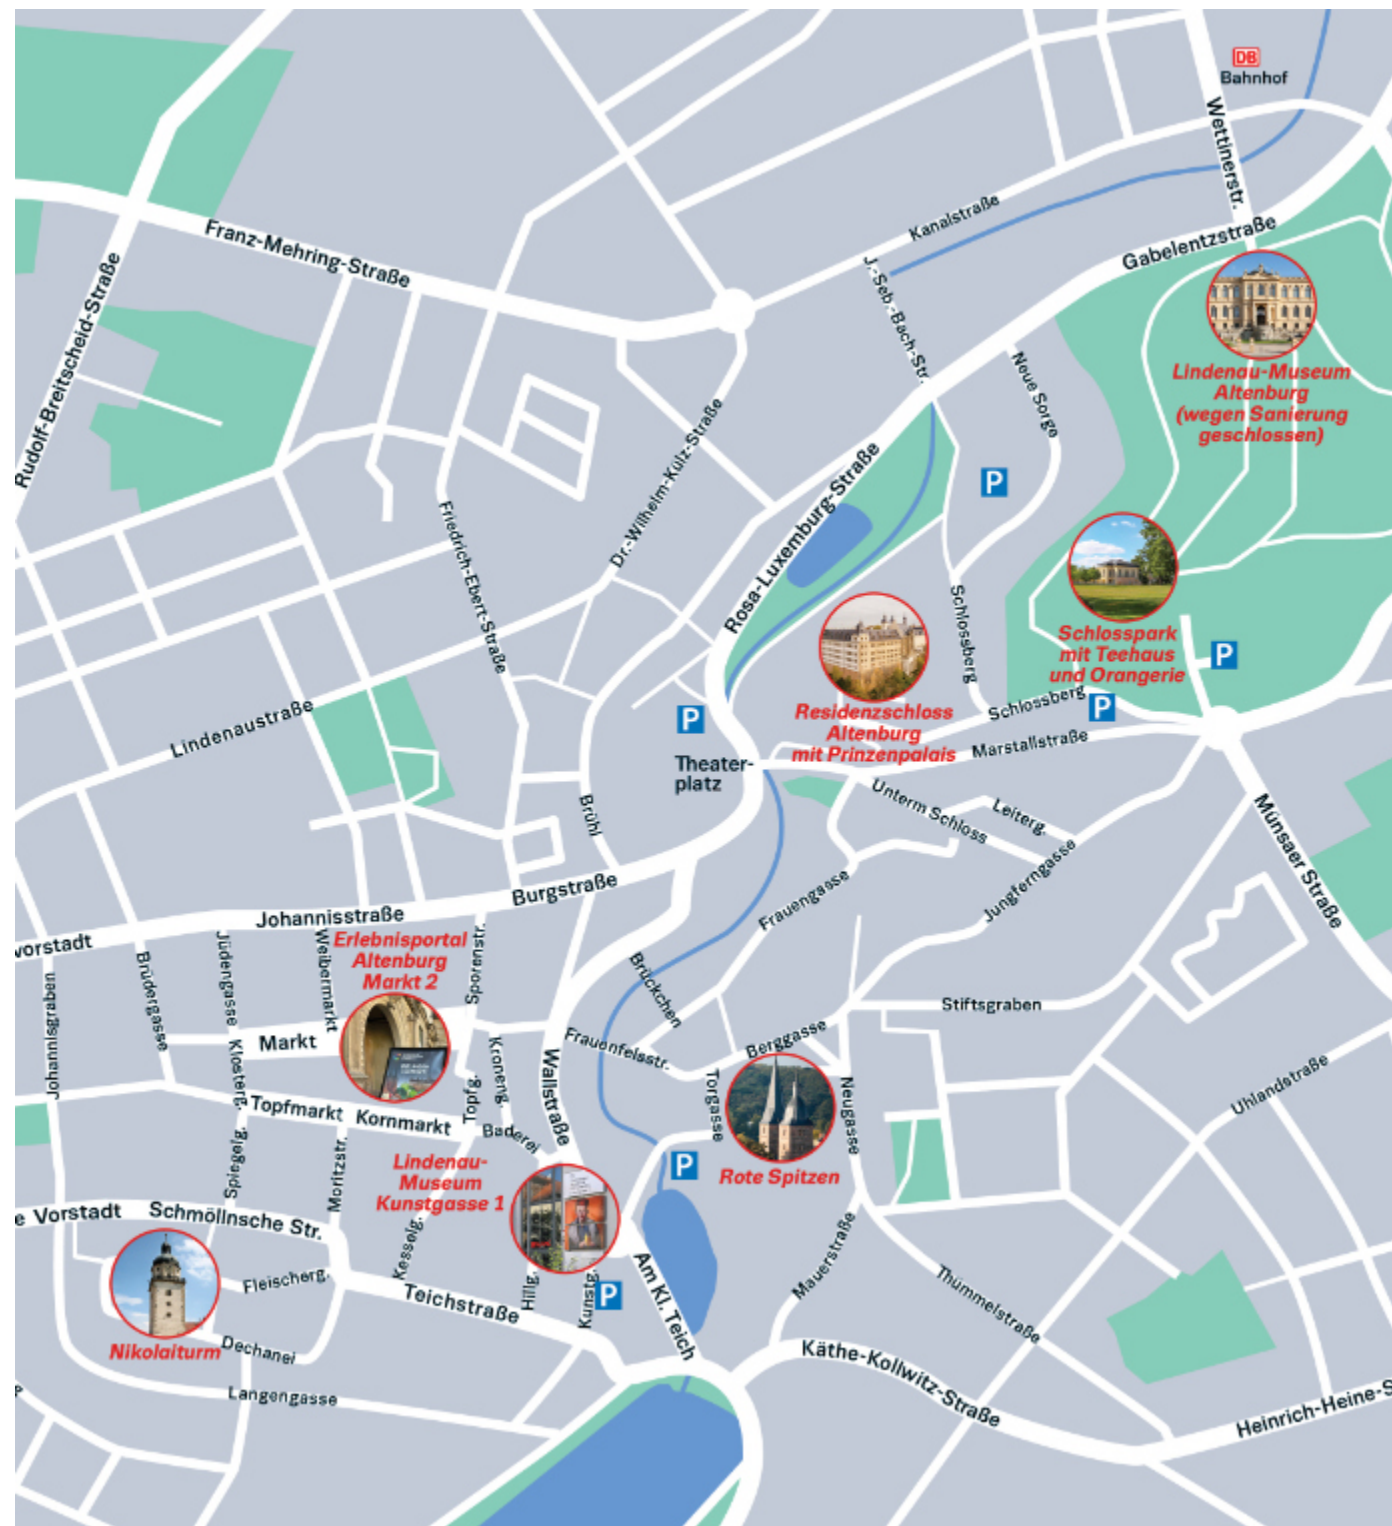 DB
Bahnhof
Wettinerstr.
Kanalstraße
Gabelentzstraße
Franz-Mehring-Straße
Rudolf-Breitscheid-Straße
J.-Seb.-Bach-Str.
Neue Sorge
Lindenau-Museum
Altenburg
(wegen Sanierung
geschlossen)
Dr.-Wilhelm-Külz-Straße
Rosa-Luxemburg-Straße
P
Friedrich-Ebert-Straße
Schlossberg
Schlosspark
mit Teehaus
und Orangerie
P
Lindenaustraße
P
Residenzschloss
Altenburg
mit Prinzenpalais
Schlossberg
P
Marstallstraße
Theater-
platz
Brühl
Unterm Schloss
Leiterg.
Münsaer Straße
Jungferngasse
Frauengasse
Burgstraße
Johannisstraße
vorstadt
Erlebnisportal
Altenburg
Markt 2
Johannisgraben
Brüdergasse
Jüdengasse
Weibermarkt
Sporenstr.
Brückchen
Stiftsgraben
Markt
Klosterg.
Kroneng.
Wallstraße
Frauenfelsstr.
Berggasse
Torgasse
Neugasse
Uhlandstraße
Topfmarkt
Kornmarkt
Topfg.
Baderei
Spiegelg.
Moritzstr.
Lindenau-
Museum
Kunstgasse 1
P
Rote Spitzen
e Vorstadt
Schmöllnsche Str.
Kesselg.
Fleischerg.
Teichstraße
Hillg.
Kunstg.
P
Am Kl. Teich
Mauerstraße
Thümmelstraße
Nikolaiturm
Dechanei
Langengasse
Käthe-Kollwitz-Straße
Heinrich-Heine-S